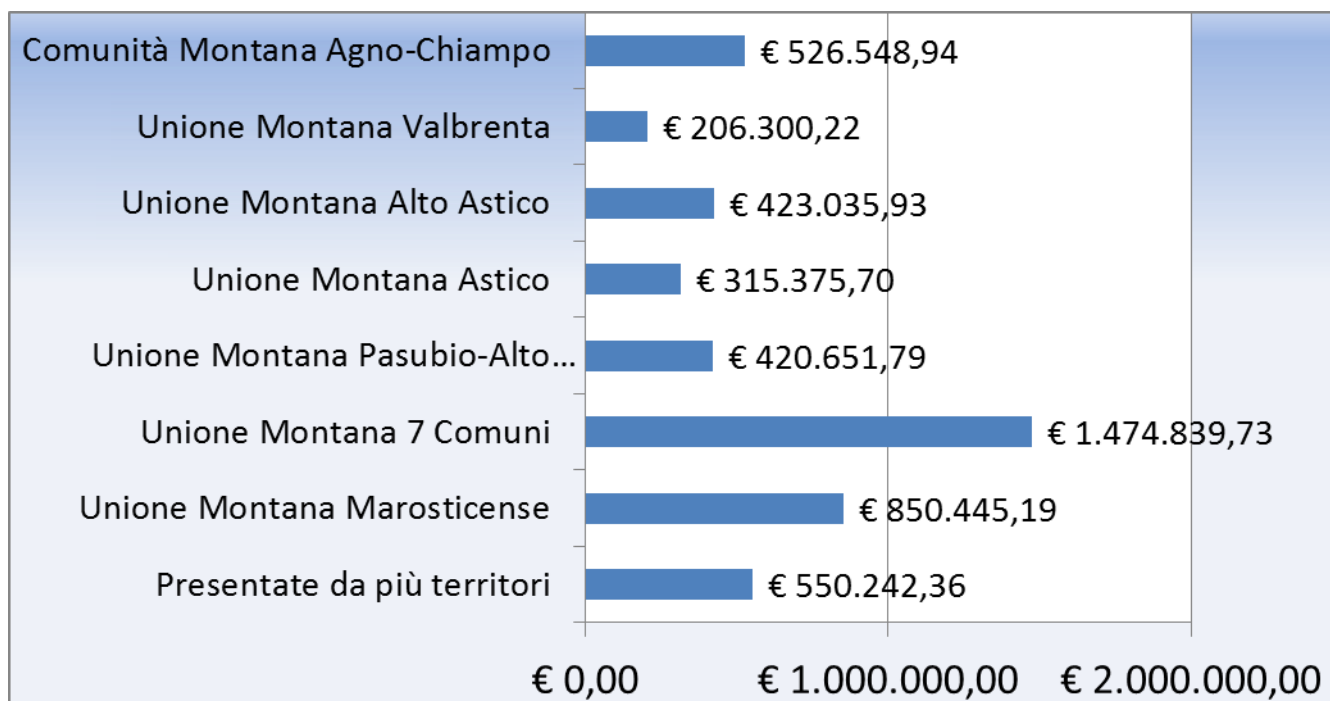 Comunità Montana Agno-Chiampo € 526.548,94
Unione Montana Valbrenta € 206.300,22
Unione Montana Alto Astico € 423.035,93
Unione Montana Astico € 315.375,70
Unione Montana Pasubio-Alto... € 420.651,79
Unione Montana 7 Comuni € 1.474.839,73
Unione Montana Marosticense € 850.445,19
Presentate da più territori € 550.242,36
€ 0,00 € 1.000.000,00 € 2.000.000,00